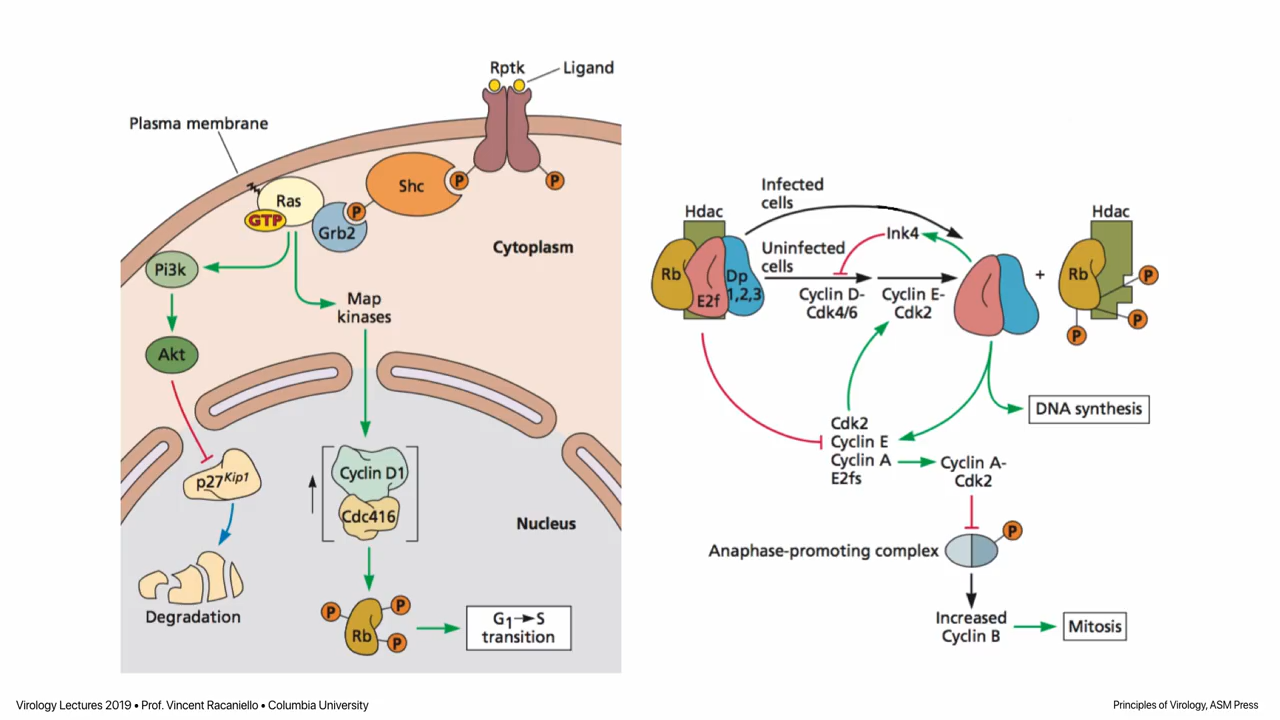 Rptk
Ligand
Plasma membrane
P
P
Shc
Ras
GTP
P
Grb2
Cytoplasm
Pi3k
Map
kinases
Akt
p27Kip1
Cyclin D1
Cdc416
Nucleus
Degradation
P
P
Rb
P
G1→S
transition
Infected
cells
Hdac
Hdac
Ink4
Uninfected
cells
Rb
E2f
Dp
1,2,3
Cyclin D-
Cdk4/6
Cyclin E-
Cdk2
+
Rb
P
P
P
DNA synthesis
Cdk2
Cyclin E
Cyclin A
E2fs
Cyclin A-
Cdk2
P
Anaphase-promoting complex
Increased
Cyclin B
Mitosis
Virology Lectures 2019 • Prof. Vincent Racaniello • Columbia University
Principles of Virology, ASM Press